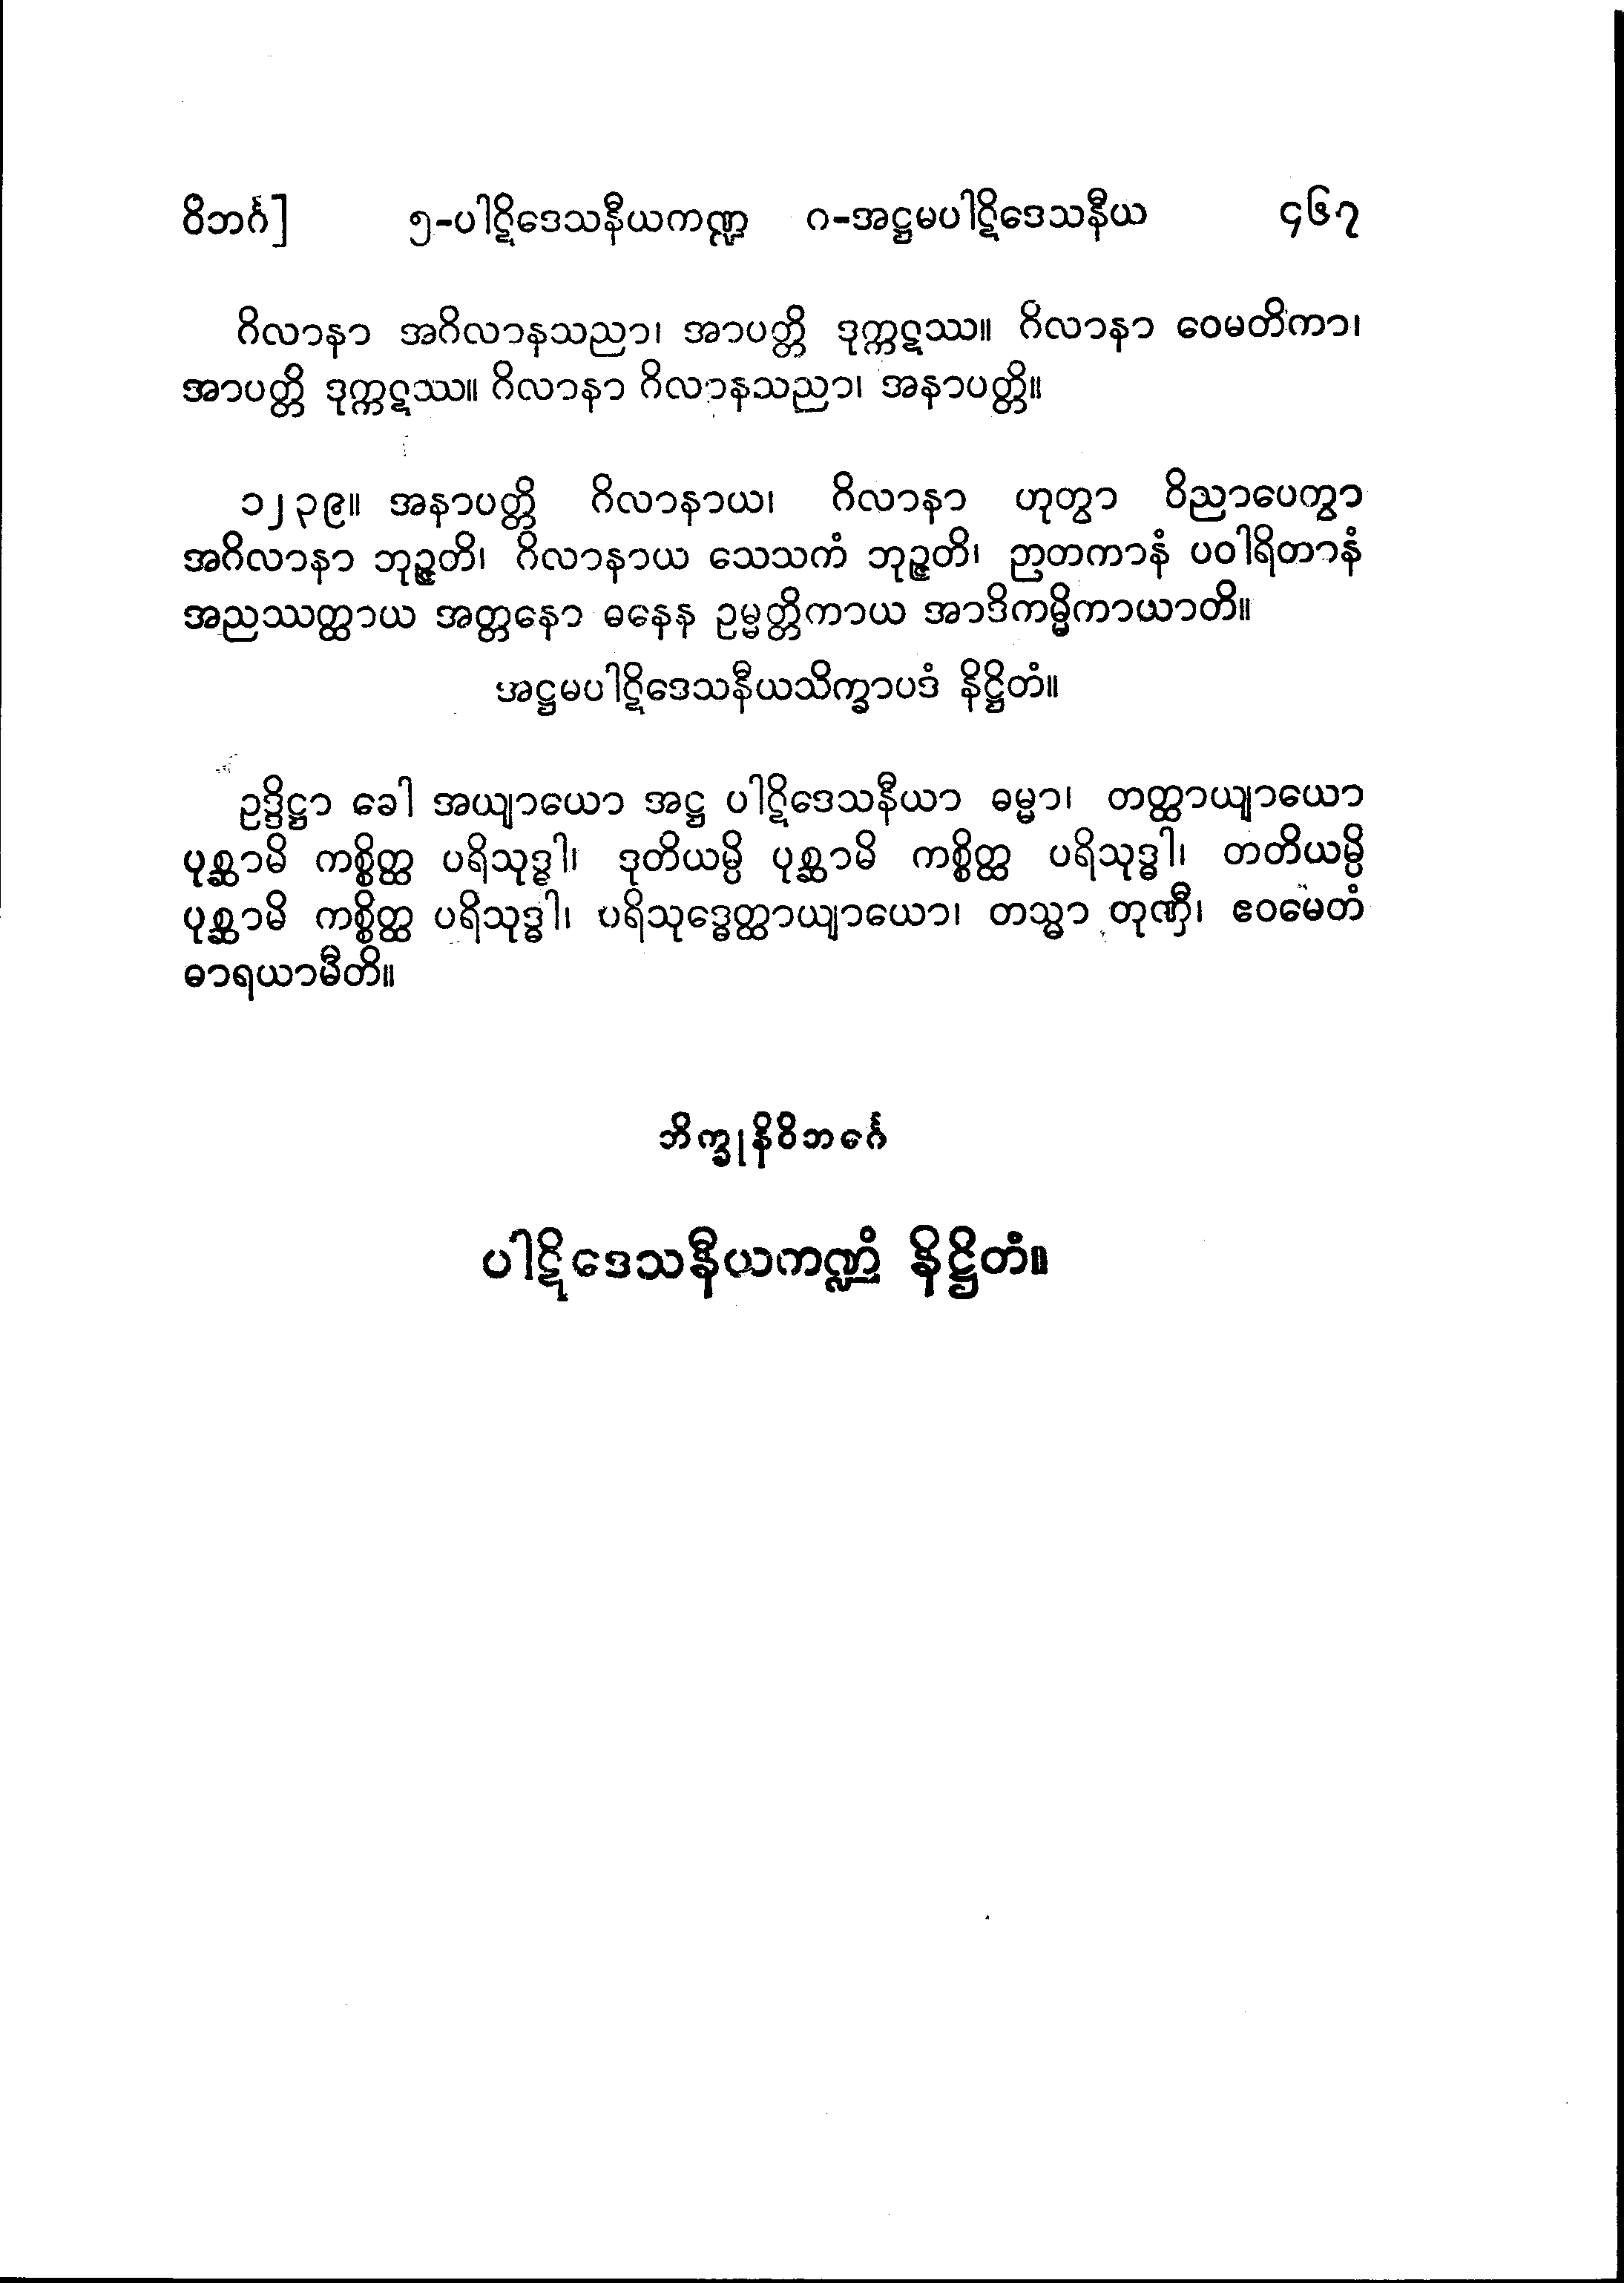 ဝိဘင်္ဂ] ၅-ပါဋိဒေသနီယကဏ္ဍ ဂ-အဋ္ဌမပါဋိဒေသနီယ ၄၆၇
ဂိလာနာ အဂိလာနသညာ၊ အာပတ္တိ ဒုက္ကဋဿ။ ဂိလာနာ ဝေမတိကာ၊
အာပတ္တိ ဒုက္ကဋဿ။ ဂိလာနာ ဂိလာနသညာ၊ အနာပတ္တိ။
၁၂၃၉။ အနာပတ္တိ ဂိလာနာယ၊ ဂိလာနာ ဟုတွာ ဝိညာပေတွာ
အဂိလာနာ ဘုဉ္ဇတိ၊ ဂိလာနာယ သေသကံ ဘုဉ္ဇတိ၊ ဉာတကာနံ ပဝါရိတာနံ
အညဿတ္ထာယ အတ္တနော ဓနေန ဥမ္မတ္တိကာယ အာဒိကမ္မိကာယာတိ။
အဋ္ဌမပါဋိဒေသနီယသိက္ခာပဒံ နိဋ္ဌိတံ။
ဥဒ္ဒိဋ္ဌာ ခေါ အယျာယော အဋ္ဌ ပါဋိဒေသနီယာ ဓမ္မာ၊ တတ္ထာယျာယော
ပုစ္ဆာမိ ကစ္စိတ္ထ ပရိသုဒ္ဓါ၊ ဒုတိယမ္ပိ ပုစ္ဆာမိ ကစ္စိတ္ထ ပရိသုဒ္ဓါ၊ တတိယမ္ပိ
ပုစ္ဆာမိ ကစ္စိတ္ထ ပရိသုဒ္ဓါ၊ ပရိသုဒ္ဓေတ္ထာယျာယော၊ တသ္မာ တုဏှီ၊ ဧဝမေတံ
ဓာရယာမီတိ။
ဘိက္ခုနိဝိဘင်္ဂေ
ပါဋိဒေသနီယကဏ္ဍံ နိဋ္ဌိတံ။